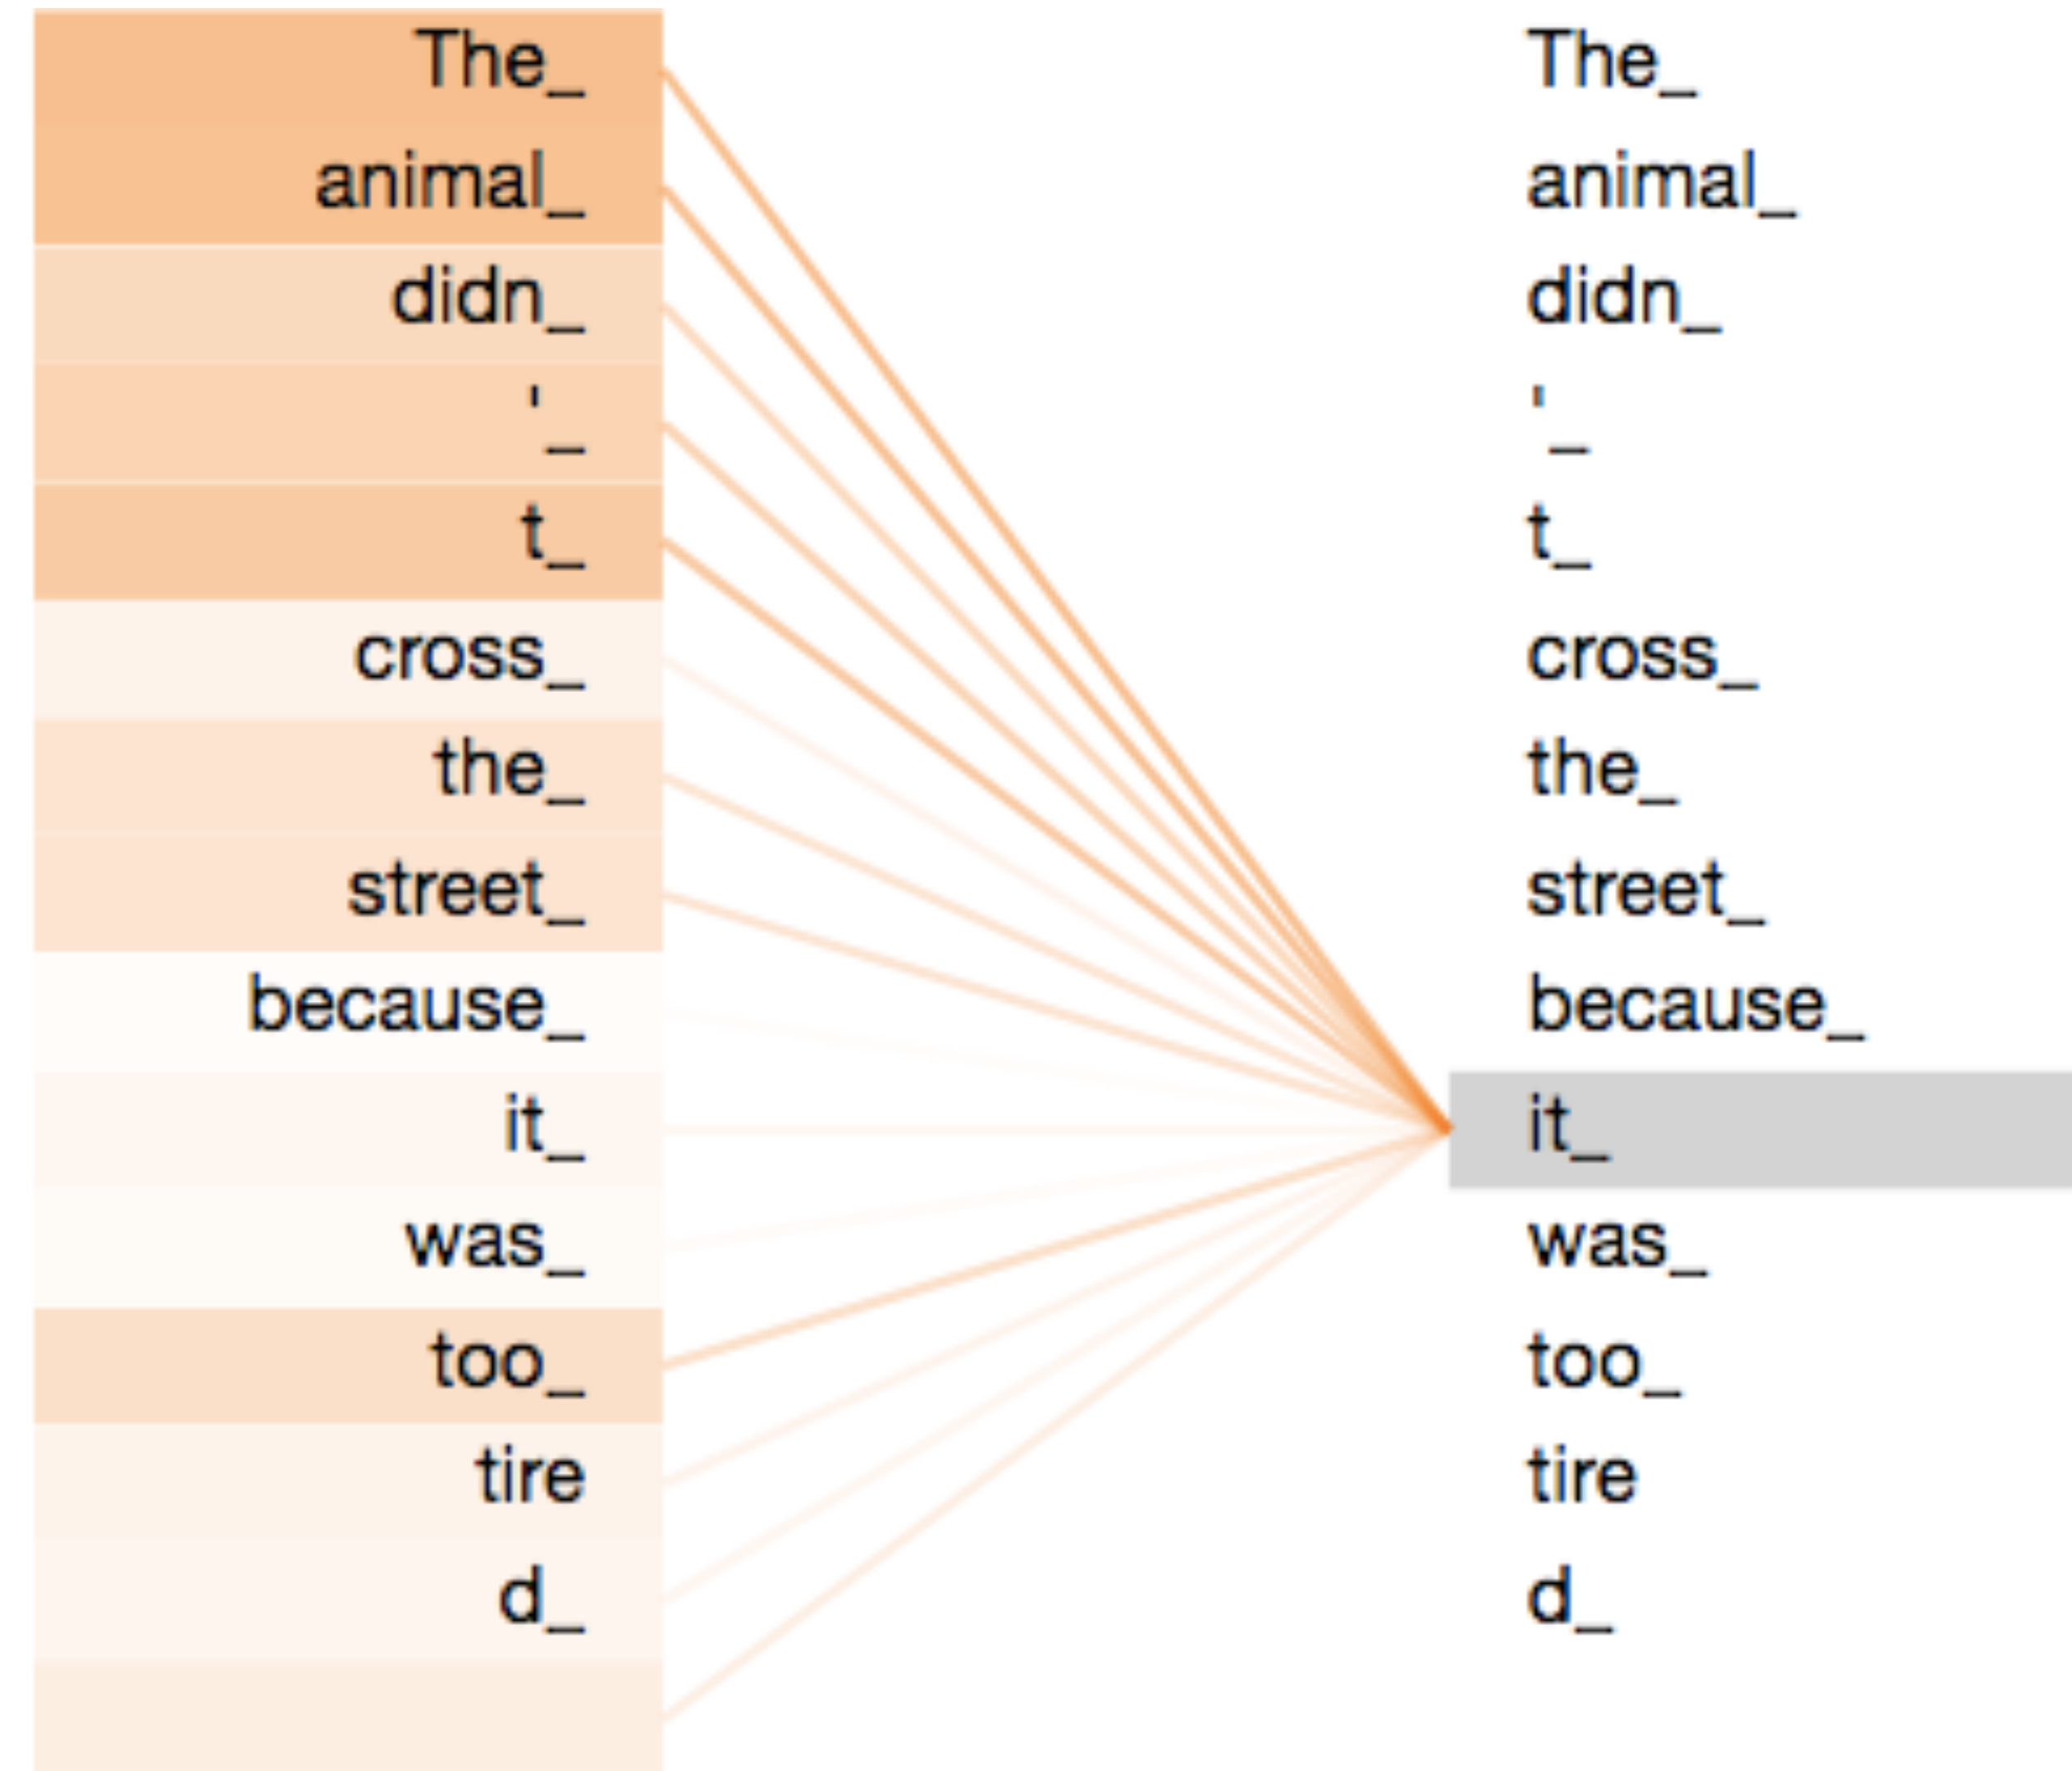 The_ The_
animal_ animal_
didn_ didn_
'_ '_
t_ t_
cross_ cross_
the_ the_
street_ street_
because_ because_
it_ it_
was_ was_
too_ too_
tire tire
d_ d_